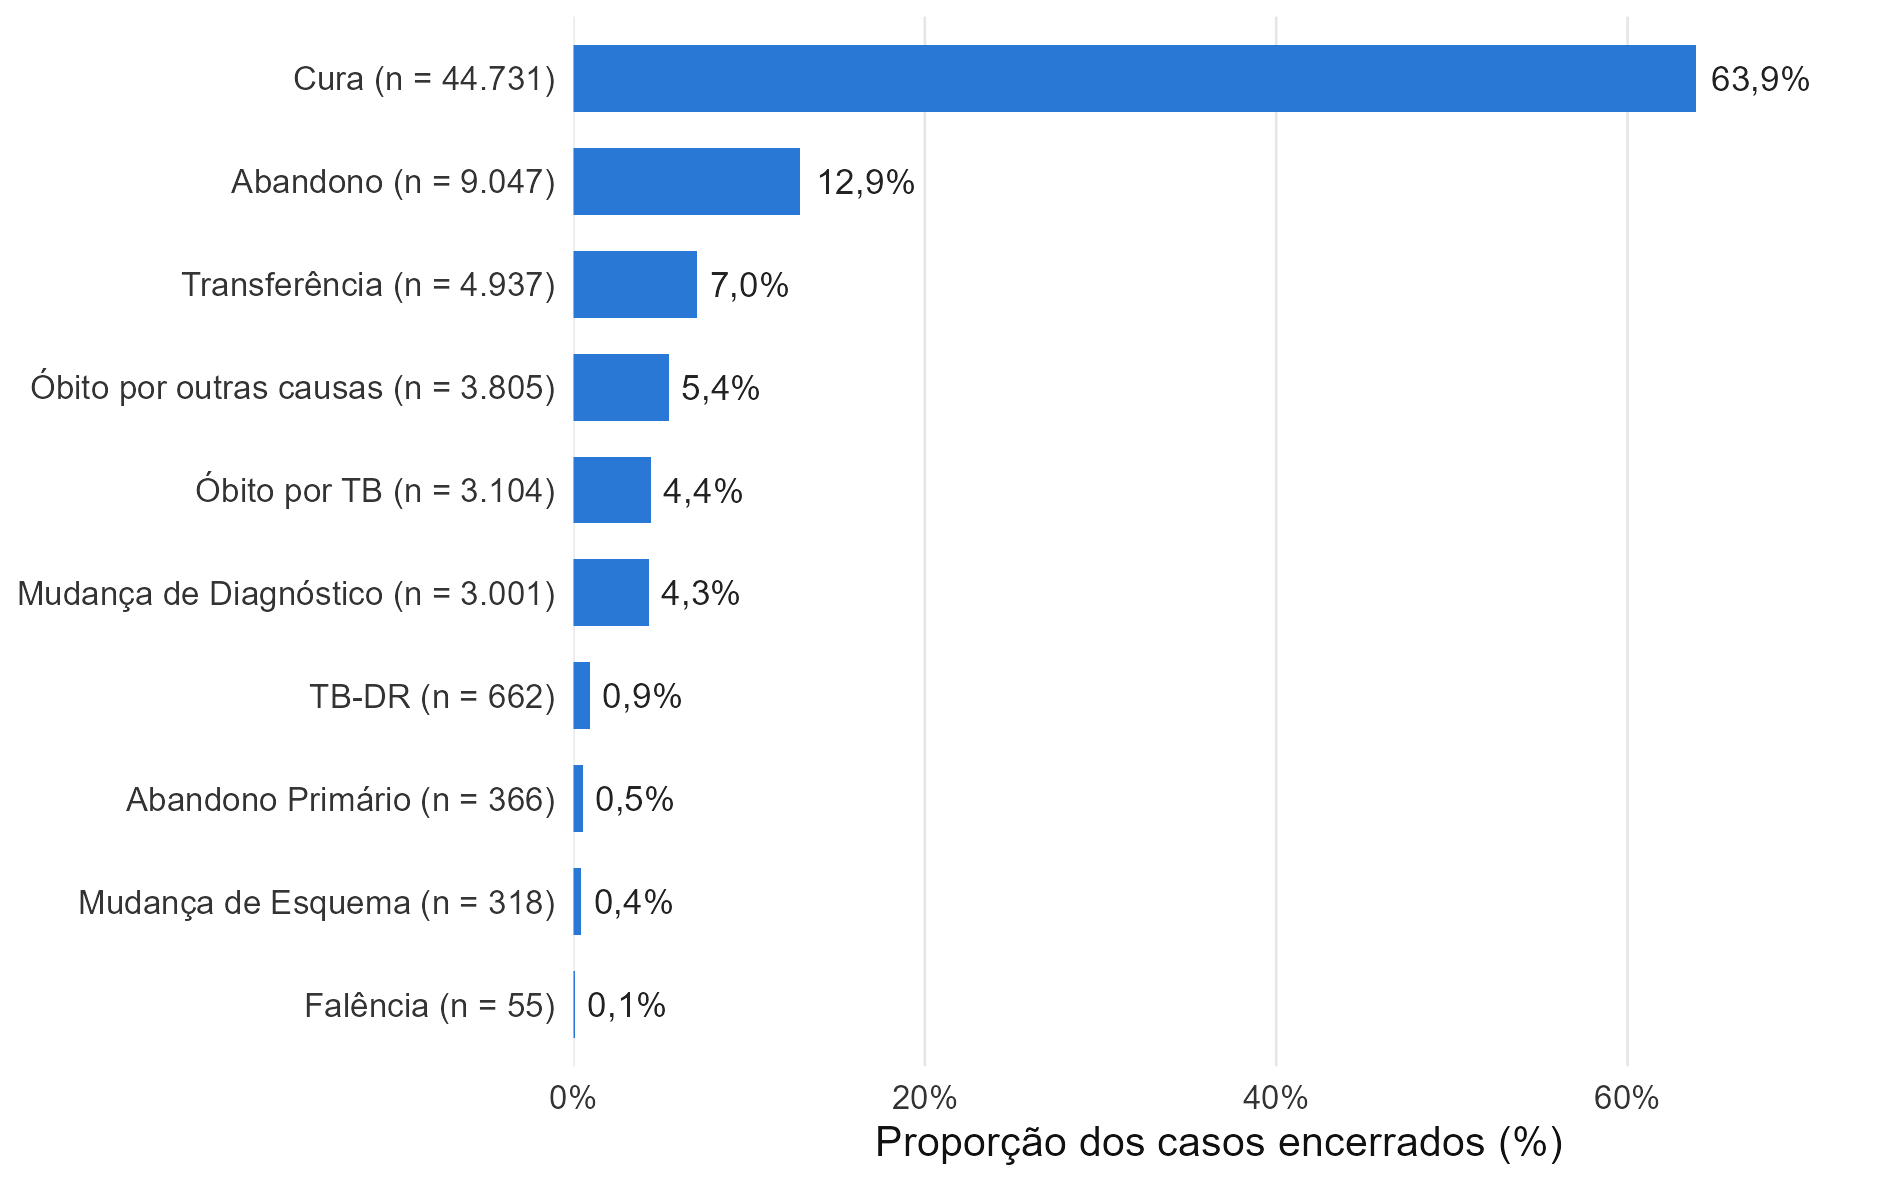 Cura (n = 44.731) 63,9%
Abandono (n = 9.047) 12,9%
Transferência (n = 4.937) 7,0%
Óbito por outras causas (n = 3.805) 5,4%
Óbito por TB (n = 3.104) 4,4%
Mudança de Diagnóstico (n = 3.001) 4,3%
TB-DR (n = 662) 0,9%
Abandono Primário (n = 366) 0,5%
Mudança de Esquema (n = 318) 0,4%
Falência (n = 55) 0,1%
0% 20% 40% 60%
Proporção dos casos encerrados (%)